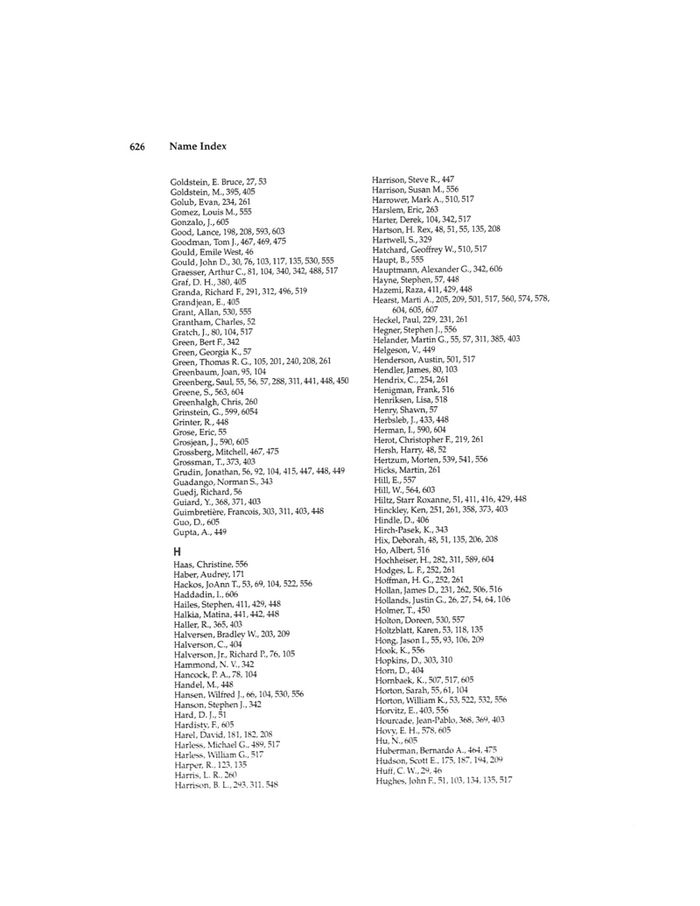 626 Name Index
Goldstein, E. Bruce, 27, 53
Goldstein, M., 395, 405
Golub, Evan, 234, 261
Gomez, Louis M., 555
Gonzalo, J., 605
Good, Lance, 198, 208, 593, 603
Goodman, Tom J., 467, 469, 475
Gould, Emile West, 46
Gould, John D., 30, 76, 103, 117, 135, 530, 555
Graesser, Arthur C., 81, 104, 340, 342, 488, 517
Graf, D. H., 380, 405
Granda, Richard F., 291, 312, 496, 519
Grandjean, E., 405
Grant, Allan, 530, 555
Grantham, Charles, 52
Gratch, J., 80, 104, 517
Green, Bert F., 342
Green, Georgia K., 57
Green, Thomas R. G., 105, 201, 240, 208, 261
Greenbaum, Joan, 95, 104
Greenberg, Saul, 55, 56, 57, 288, 311, 441, 448, 450
Greene, S., 563, 604
Greenhalgh, Chris, 260
Grinstein, G., 599, 6054
Grinter, R., 448
Grose, Eric, 55
Grosjean, J., 590, 605
Grossberg, Mitchell, 467, 475
Grossman, T., 373, 403
Grudin, Jonathan, 56, 92, 104, 415, 447, 448, 449
Guadango, Norman S., 343
Guedj, Richard, 56
Guiard, Y., 368, 371, 403
Guimbretière, Francois, 303, 311, 403, 448
Guo, D., 605
Gupta, A., 449
H
Haas, Christine, 556
Haber, Audrey, 171
Hackos, JoAnn T., 53, 69, 104, 522, 556
Haddadin, I., 606
Hailes, Stephen, 411, 429, 448
Halkia, Matina, 441, 442, 448
Haller, R., 365, 403
Halversen, Bradley W., 203, 209
Halverson, C., 404
Halverson, Jr., Richard P., 76, 105
Hammond, N. V., 342
Hancock, P. A., 78, 104
Handel, M., 448
Hansen, Wilfred J., 66, 104, 530, 556
Hanson, Stephen J., 342
Hard, D. J., 51
Hardisty, F., 605
Harel, David, 181, 182, 208
Harless, Michael G., 489, 517
Harless, William G., 517
Harper, R., 123, 135
Harris, L. R., 260
Harrison, B. L., 293, 311, 548
Harrison, Steve R., 447
Harrison, Susan M., 556
Harrower, Mark A., 510, 517
Harslem, Eric, 263
Harter, Derek, 104, 342, 517
Hartson, H. Rex, 48, 51, 55, 135, 208
Hartwell, S., 329
Hatchard, Geoffrey W., 510, 517
Haupt, B., 555
Hauptmann, Alexander G., 342, 606
Hayne, Stephen, 57, 448
Hazemi, Raza, 411, 429, 448
Hearst, Marti A., 205, 209, 501, 517, 560, 574, 578,
604, 605, 607
Heckel, Paul, 229, 231, 261
Hegner, Stephen J., 556
Helander, Martin G., 55, 57, 311, 385, 403
Helgeson, V., 449
Henderson, Austin, 501, 517
Hendler, James, 80, 103
Hendrix, C., 254, 261
Henigman, Frank, 516
Henriksen, Lisa, 518
Henry, Shawn, 57
Herbsleb, J., 433, 448
Herman, I., 590, 604
Herot, Christopher F., 219, 261
Hersh, Harry, 48, 52
Hertzum, Morten, 539, 541, 556
Hicks, Martin, 261
Hill, E., 557
Hill, W., 564, 603
Hiltz, Starr Roxanne, 51, 411, 416, 429, 448
Hinckley, Ken, 251, 261, 358, 373, 403
Hindle, D., 406
Hirch-Pasek, K., 343
Hix, Deborah, 48, 51, 135, 206, 208
Ho, Albert, 516
Hochheiser, H., 282, 311, 589, 604
Hodges, L. F., 252, 261
Hoffman, H. G., 252, 261
Hollan, James D., 231, 262, 506, 516
Hollands, Justin G., 26, 27, 54, 64, 106
Holmer, T., 450
Holton, Doreen, 530, 557
Holtzblatt, Karen, 53, 118, 135
Hong, Jason I., 55, 93, 106, 209
Hook, K., 556
Hopkins, D., 303, 310
Horn, D., 404
Hornbaek, K., 507, 517, 605
Horton, Sarah, 55, 61, 104
Horton, William K., 53, 522, 532, 556
Horvitz, E., 403, 556
Hourcade, Jean-Pablo, 368, 369, 403
Hovy, E. H., 578, 605
Hu, N., 605
Huberman, Bernardo A., 464, 475
Hudson, Scott E., 175, 187, 194, 209
Huff, C. W., 29, 46
Hughes, John F., 51, 103, 134, 135, 517